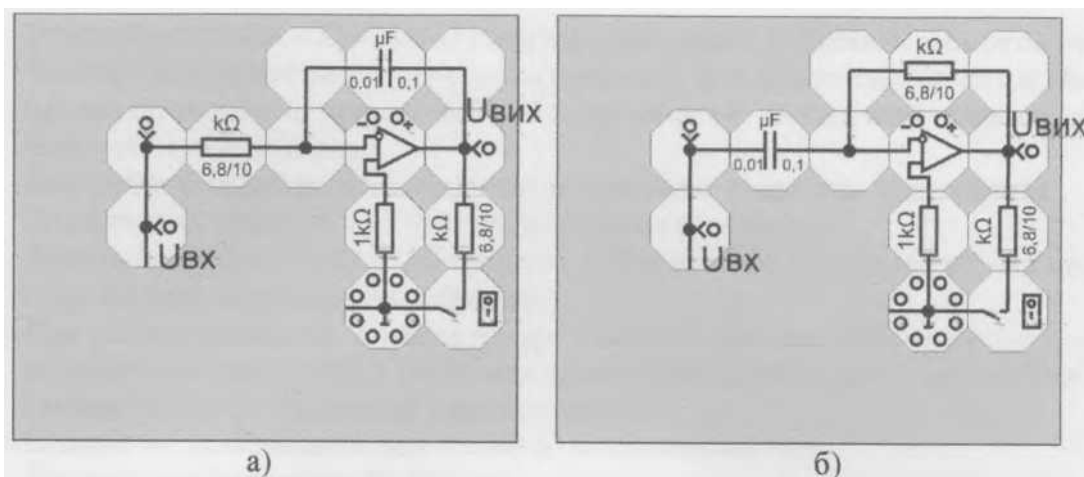 µF
0,01 0,1
- +
UВИХ
kΩ
6,8/10
UВХ
1kΩ
kΩ
6,8/10
а)
kΩ
6,8/10
- +
UВИХ
µF
0,01 0,1
UВХ
1kΩ
kΩ
6,8/10
б)